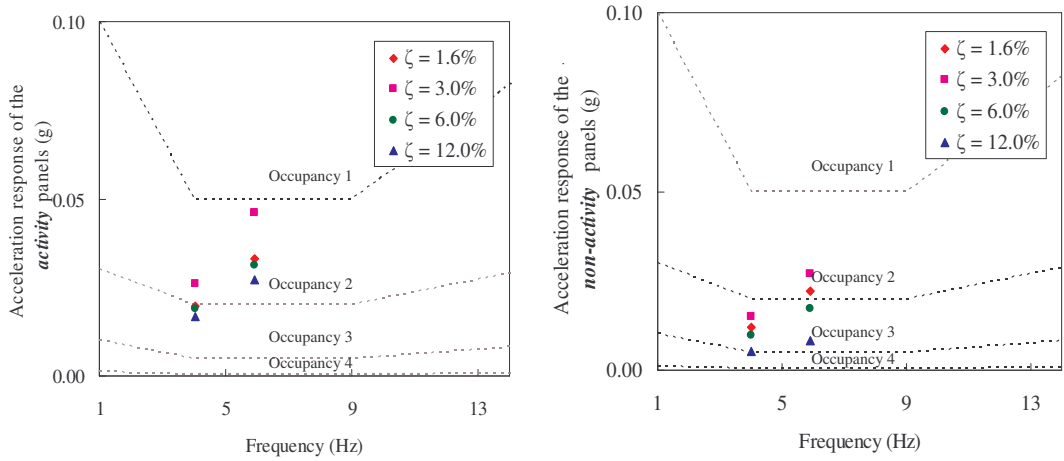 Acceleration response of the
activity panels (g)
0.10
0.05
0.00
ζ = 1.6%
ζ = 3.0%
ζ = 6.0%
ζ = 12.0%
Occupancy 1
Occupancy 2
Occupancy 3
Occupancy 4
1 5 9 13
Frequency (Hz)
Acceleration response of the
non-activity panels (g)
0.10
0.05
0.00
ζ = 1.6%
ζ = 3.0%
ζ = 6.0%
ζ = 12.0%
Occupancy 1
Occupancy 2
Occupancy 3
Occupancy 4
1 5 9 13
Frequency (Hz)